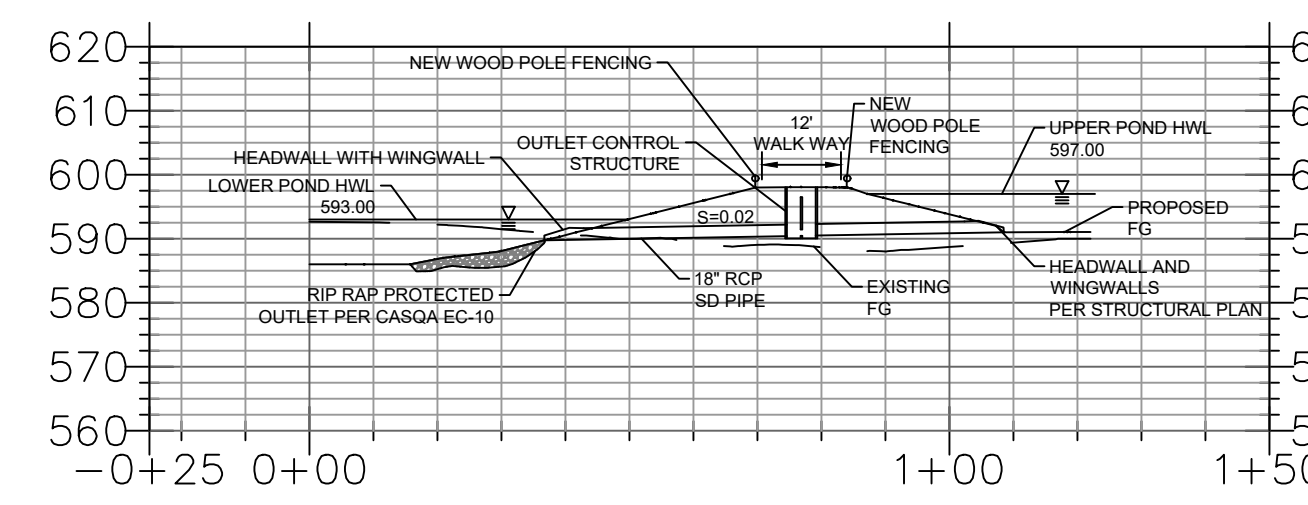 620
610
600
590
580
570
560
NEW WOOD POLE FENCING
OUTLET CONTROL
STRUCTURE
HEADWALL WITH WINGWALL
LOWER POND HWL
593.00
12'
WALK WAY
NEW
WOOD POLE
FENCING
UPPER POND HWL
597.00
S=0.02
PROPOSED
FG
RIP RAP PROTECTED
OUTLET PER CASQA EC-10
18" RCP
SD PIPE
EXISTING
FG
HEADWALL AND
WINGWALLS
PER STRUCTURAL PLAN
-0+25 0+00 1+00 1+50